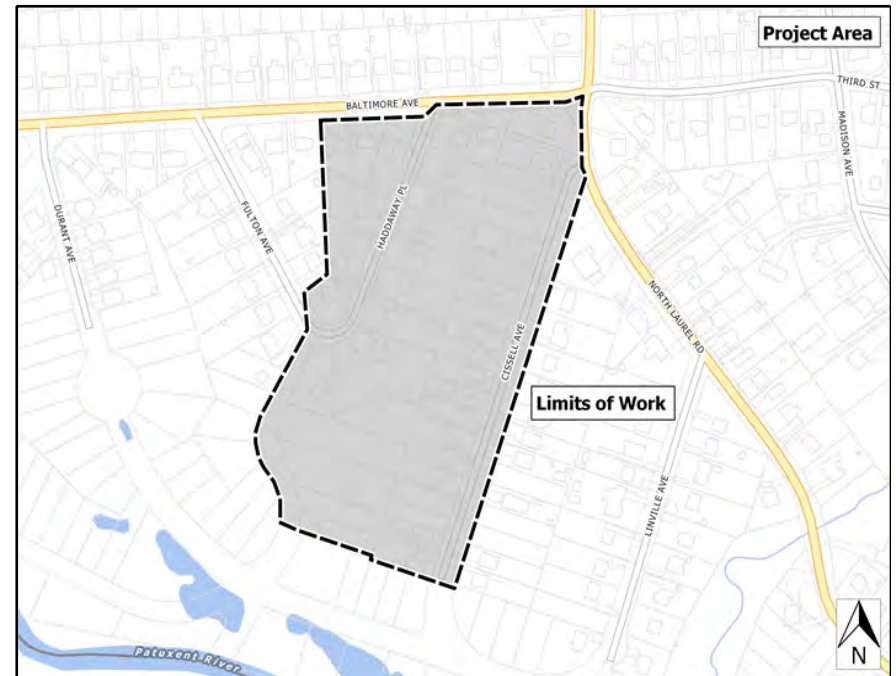 Project Area
THIRD ST
BALTIMORE AVE
MADISON AVE
DURANT AVE
FULTON AVE
HADDAWAY PL
NORTH LAUREL RD
CISSELL AVE
Limits of Work
LINVILLE AVE
Patuxent River
N